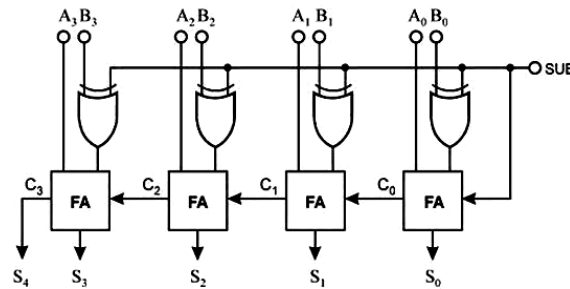 A₃ B₃ A₂ B₂ A₁ B₁ A₀ B₀
SUB
C₃ C₂ C₁ C₀
FA FA FA FA
S₄ S₃ S₂ S₁ S₀